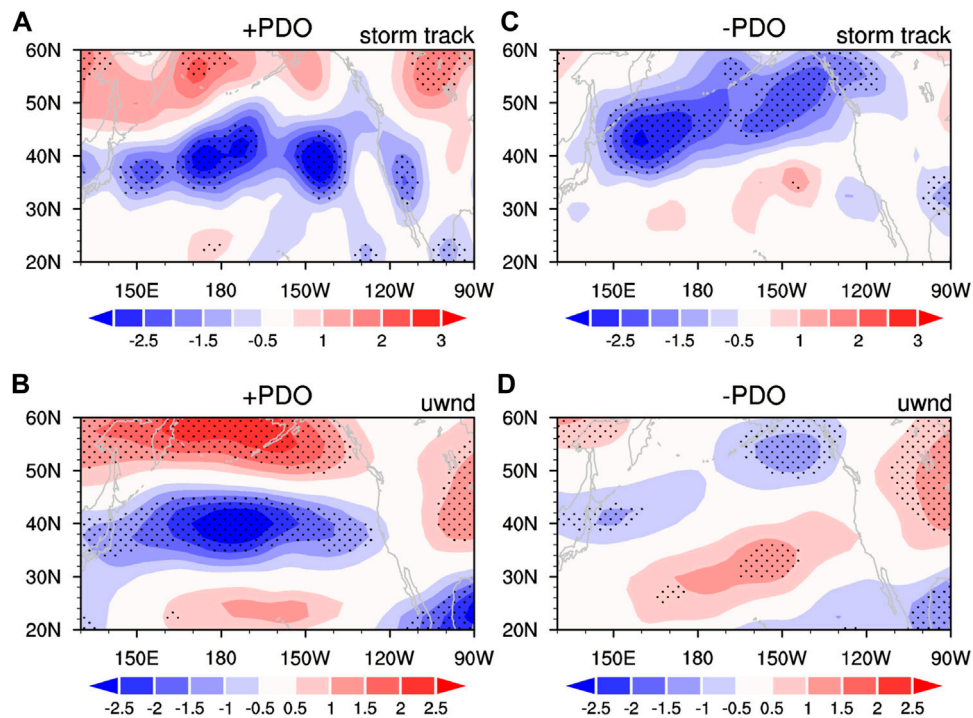 A
+PDO
storm track
60N
50N
40N
30N
20N
150E 180 150W 120W 90W
-2.5 -1.5 -0.5 1 2 3
C
-PDO
storm track
60N
50N
40N
30N
20N
150E 180 150W 120W 90W
-2.5 -1.5 -0.5 1 2 3
B
+PDO
uwnd
60N
50N
40N
30N
20N
150E 180 150W 120W 90W
-2.5 -2 -1.5 -1 -0.5 0.5 1 1.5 2 2.5
D
-PDO
uwnd
60N
50N
40N
30N
20N
150E 180 150W 120W 90W
-2.5 -2 -1.5 -1 -0.5 0.5 1 1.5 2 2.5